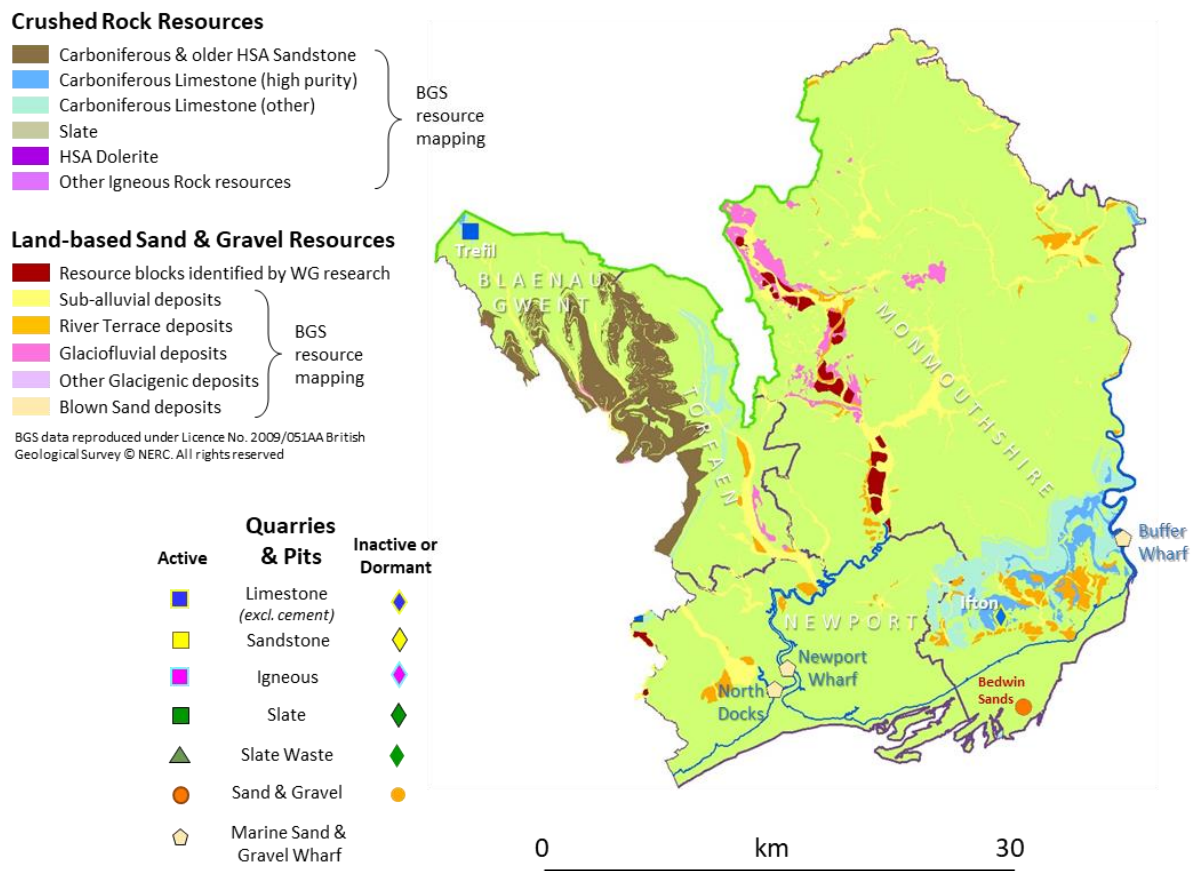 Crushed Rock Resources
Carboniferous & older HSA Sandstone
Carboniferous Limestone (high purity)
Carboniferous Limestone (other)
Slate
HSA Dolerite
Other Igneous Rock resources
BGS
resource
mapping
Land-based Sand & Gravel Resources
Resource blocks identified by WG research
Sub-alluvial deposits
River Terrace deposits
Glaciofluvial deposits
Other Glacigenic deposits
Blown Sand deposits
BGS
resource
mapping
BGS data reproduced under Licence No. 2009/051AA British
Geological Survey © NERC. All rights reserved
Active
Quarries
& Pits
Inactive or
Dormant
Limestone
(excl. cement)
Sandstone
Igneous
Slate
Slate Waste
Sand & Gravel
Marine Sand &
Gravel Wharf
Trefil
BLAENAU
GWENT
TORFAEN
MONMOUTHSHIRE
Buffer
Wharf
Ifton
NEWPORT
Newport
Wharf
North
Docks
Bedwin
Sands
0 km 30